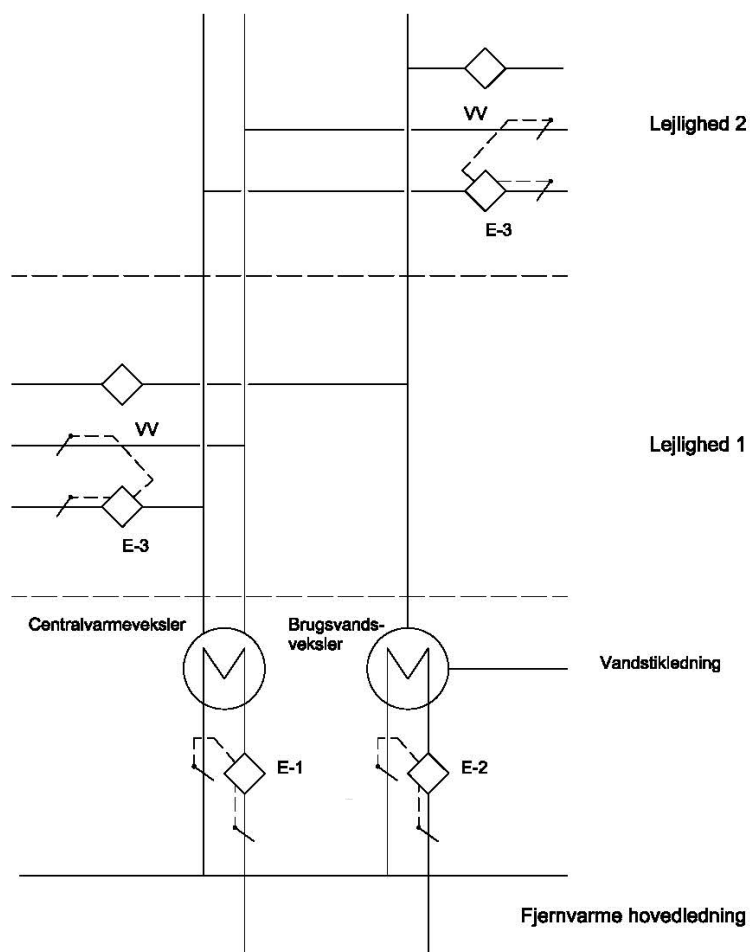 VV
Lejlighed 2
E-3
VV
Lejlighed 1
E-3
Centralvarmeveksler
Brugsvands-
veksler
Vandstikledning
E-1
E-2
Fjernvarme hovedledning